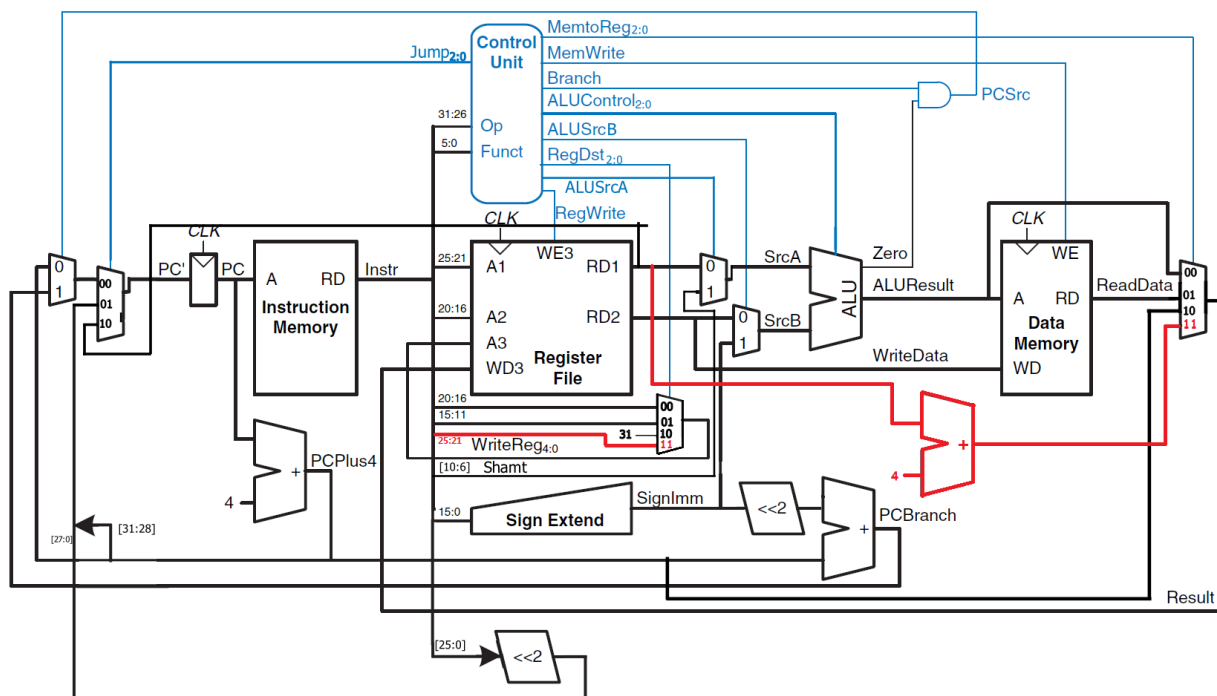 MemtoReg2:0
Control Unit
Jump2:0
MemWrite
Branch
PCSrc
ALUControl2:0
31:26
Op
ALUSrcB
5:0
Funct
RegDst2:0
ALUSrcA
RegWrite
CLK
CLK
CLK
0
1
00
01
10
PC'
PC
A
RD
Instr
Instruction Memory
25:21
A1
WE3
RD1
20:16
A2
RD2
A3
WD3
Register File
0
1
SrcA
0
1
SrcB
ALU
Zero
ALUResult
WE
A
RD
ReadData
Data Memory
WriteData
WD
00
01
10
11
20:16
00
15:11
01
31
10
25:21
WriteReg4:0
11
[10:6]
Shamt
+
PCPlus4
4
+
4
SignImm
15:0
Sign Extend
<<2
PCBranch
+
[31:28]
[27:0]
Result
[25:0]
<<2